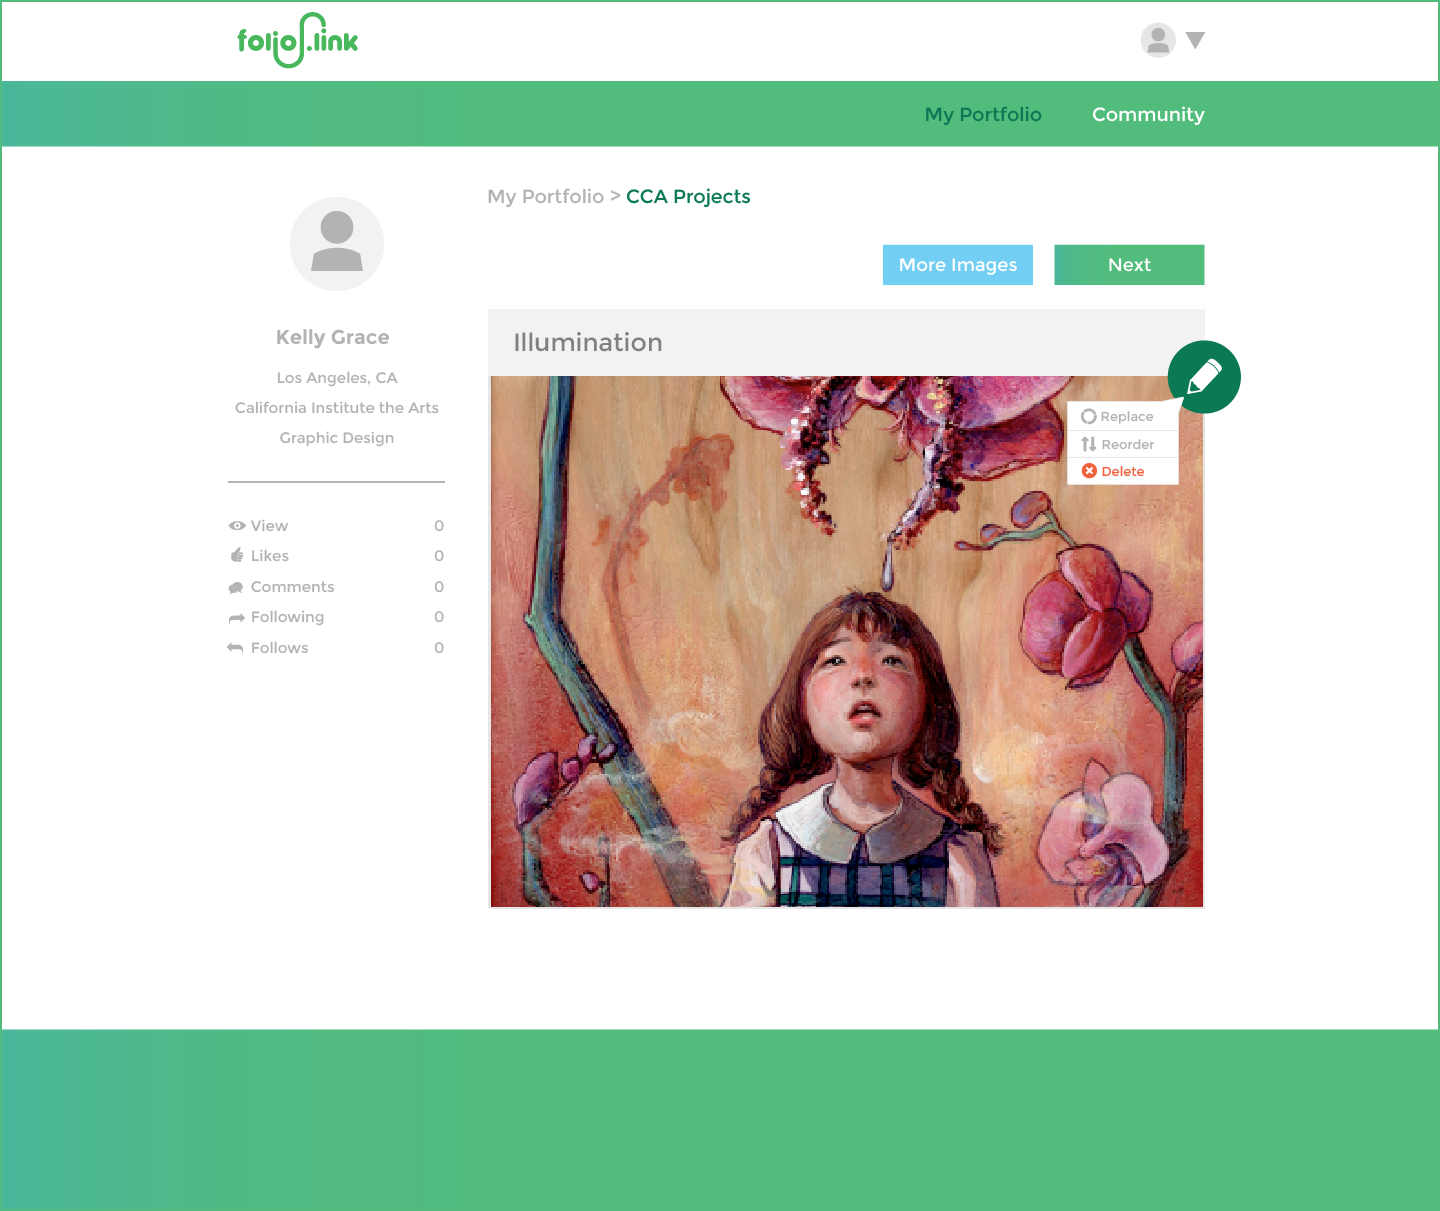 folio.link
My Portfolio
Community
My Portfolio > CCA Projects
More Images
Next
Kelly Grace
Los Angeles, CA
California Institute the Arts
Graphic Design
View 0
Likes 0
Comments 0
Following 0
Follows 0
Illumination
Replace
Reorder
Delete